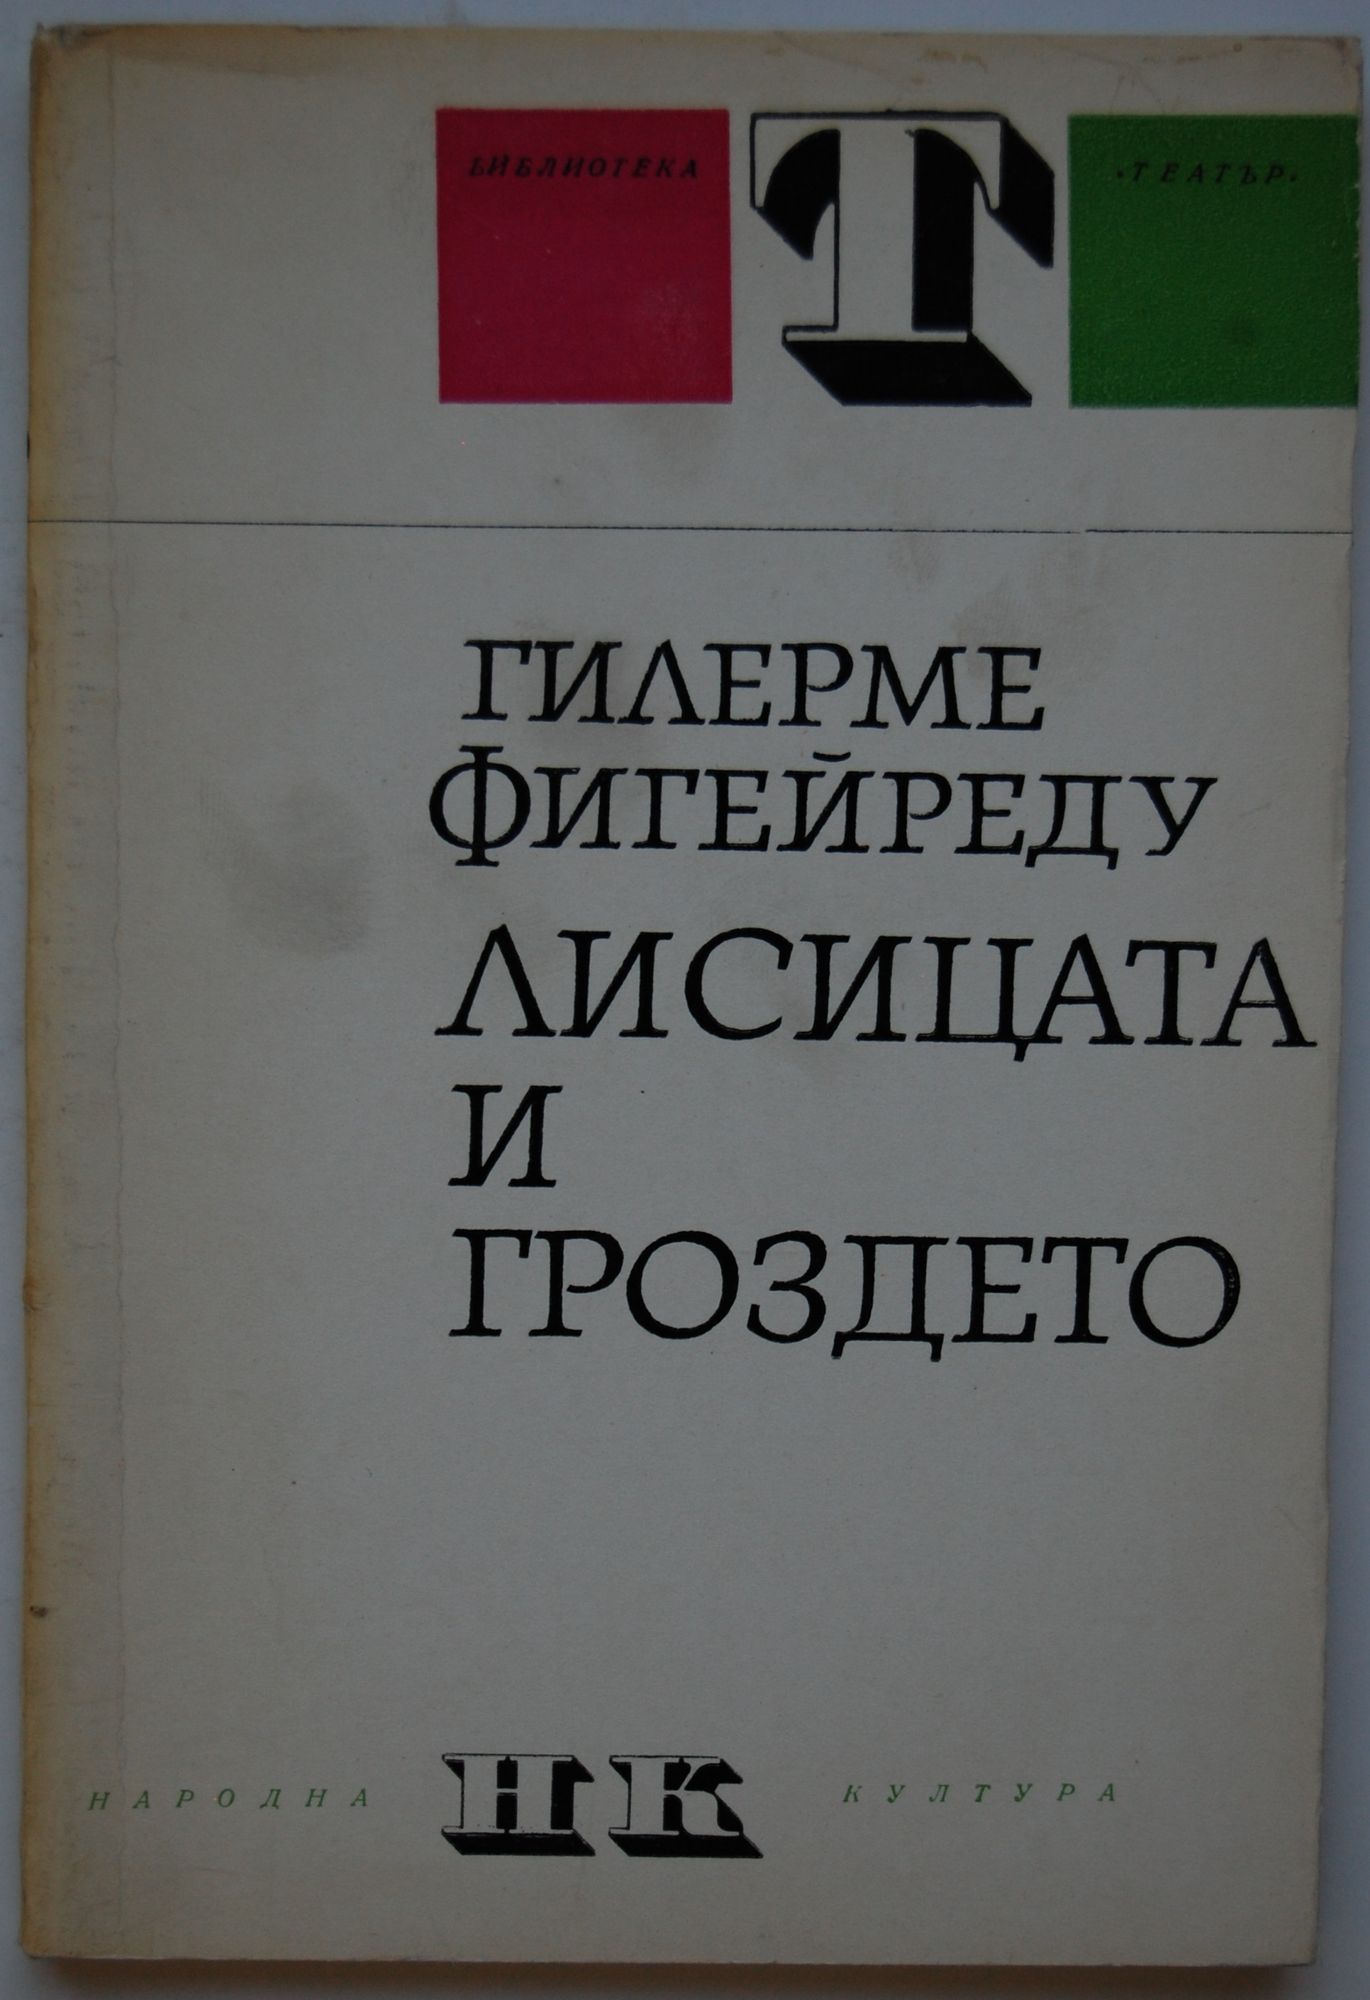 БИБЛИОТЕКА Т •ТЕАТЪР•
ГИЛЕРМЕ
ФИГЕЙРЕДУ
ЛИСИЦАТА
И
ГРОЗДЕТО
НАРОДНА НК КУЛТУРА